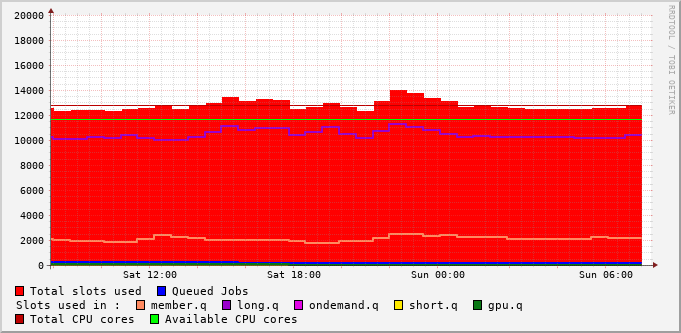 RRDTOOL / TOBI OETIKER
20000
18000
16000
14000
12000
10000
8000
6000
4000
2000
0
Sat 12:00 Sat 18:00 Sun 00:00 Sun 06:00
Total slots used Queued Jobs
Slots used in : member.q long.q ondemand.q short.q gpu.q
Total CPU cores Available CPU cores